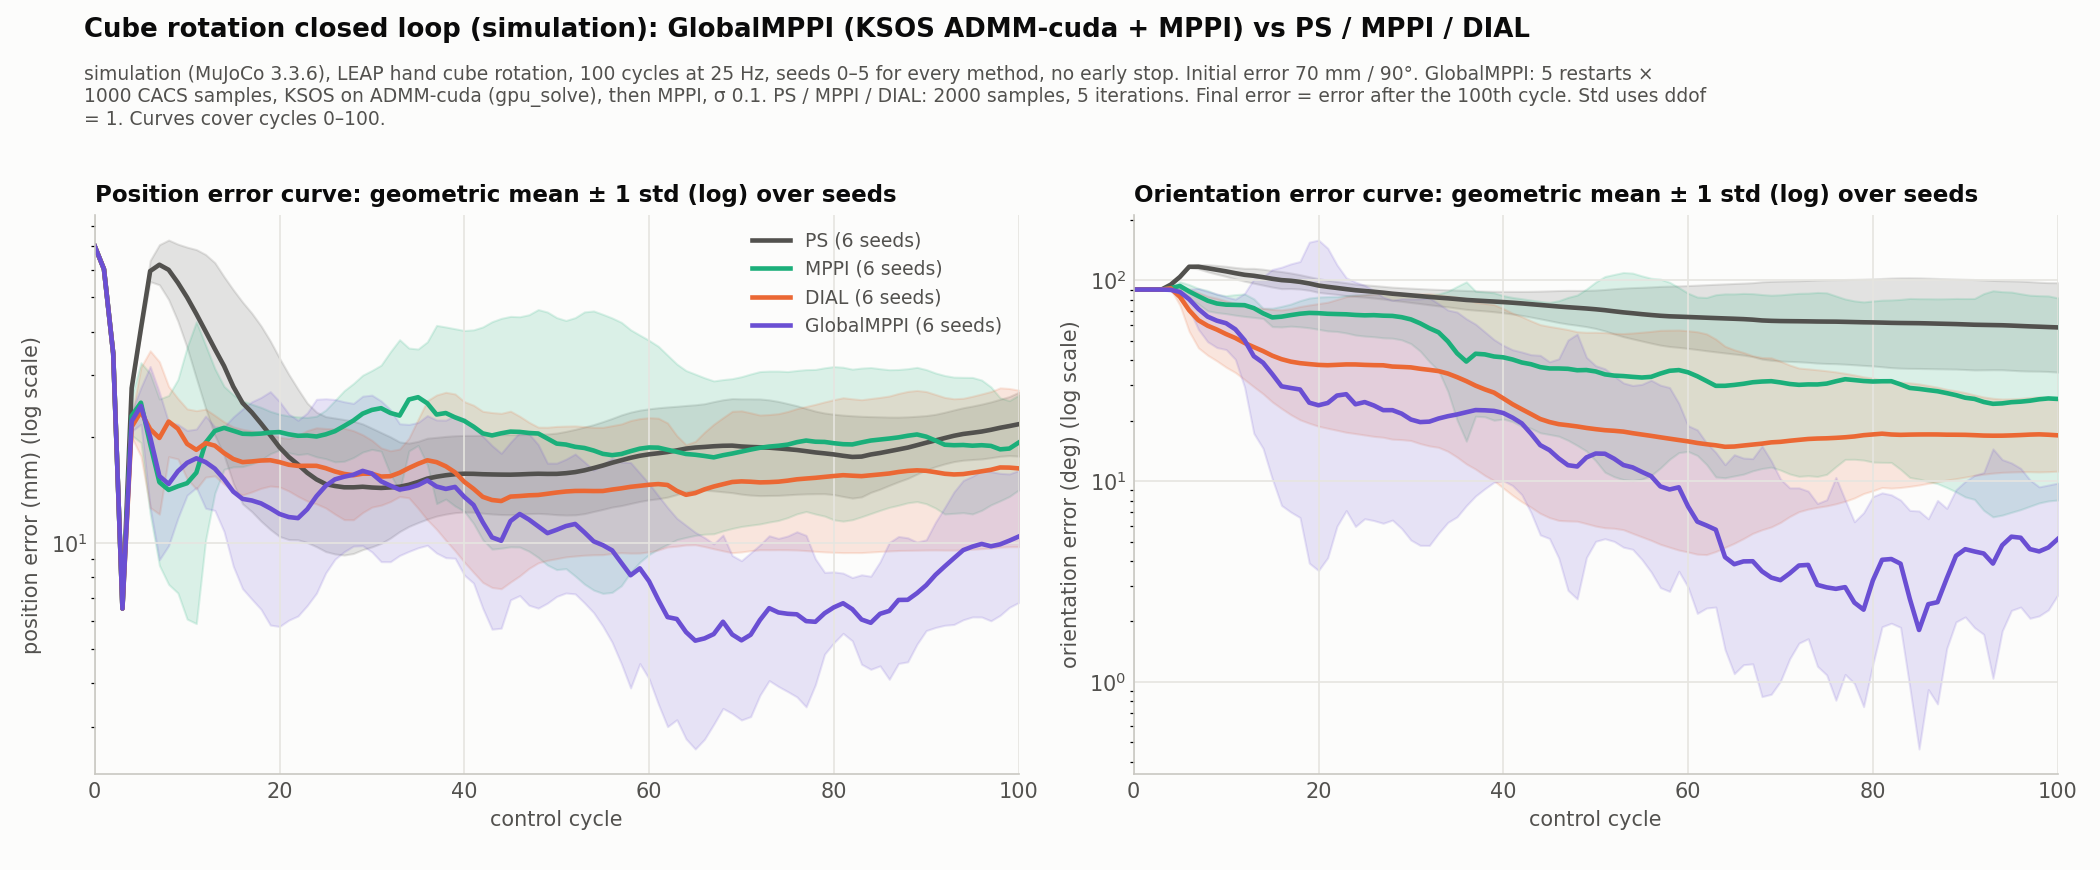 Cube rotation closed loop (simulation): GlobalMPPI (KSOS ADMM-cuda + MPPI) vs PS / MPPI / DIAL
simulation (MuJoCo 3.3.6), LEAP hand cube rotation, 100 cycles at 25 Hz, seeds 0–5 for every method, no early stop. Initial error 70 mm / 90°. GlobalMPPI: 5 restarts ×
1000 CACS samples, KSOS on ADMM-cuda (gpu_solve), then MPPI, σ 0.1. PS / MPPI / DIAL: 2000 samples, 5 iterations. Final error = error after the 100th cycle. Std uses ddof
= 1. Curves cover cycles 0–100.
Position error curve: geometric mean ± 1 std (log) over seeds
position error (mm) (log scale)
10¹
PS (6 seeds)
MPPI (6 seeds)
DIAL (6 seeds)
GlobalMPPI (6 seeds)
0 20 40 60 80 100
control cycle
Orientation error curve: geometric mean ± 1 std (log) over seeds
orientation error (deg) (log scale)
10²
10¹
10⁰
0 20 40 60 80 100
control cycle